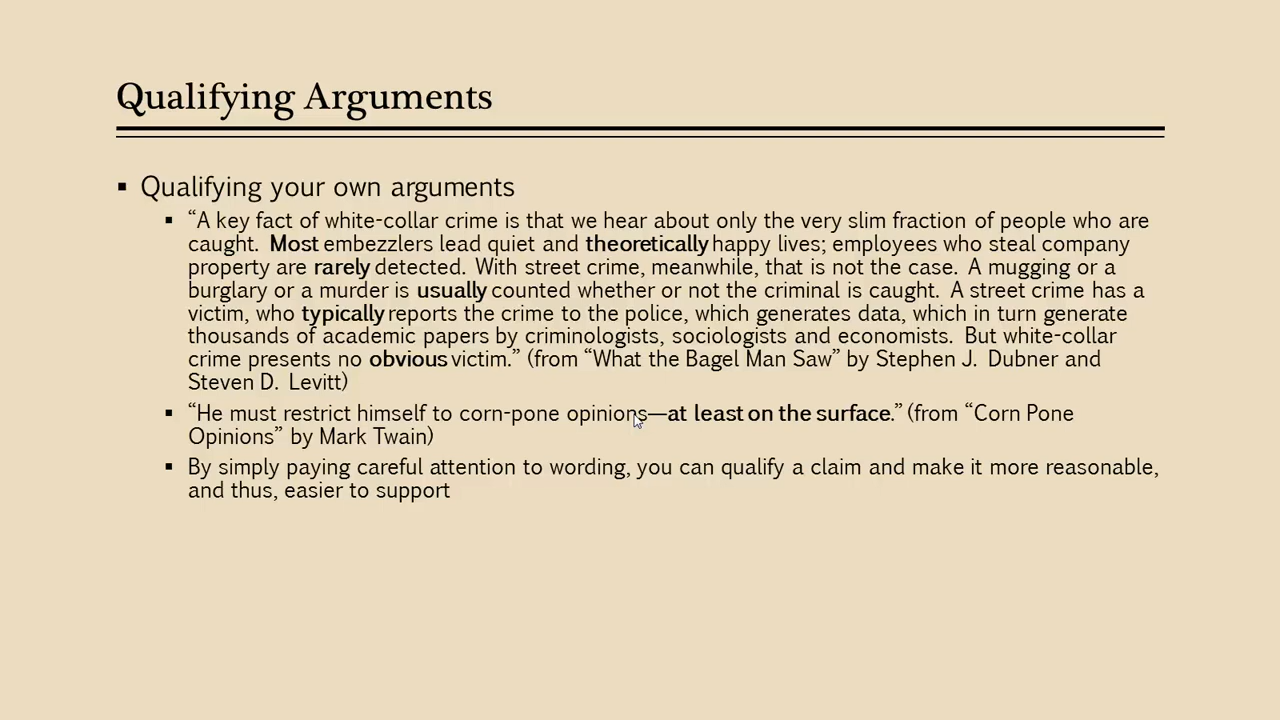 Qualifying Arguments
▪ Qualifying your own arguments
▪ “A key fact of white-collar crime is that we hear about only the very slim fraction of people who are
caught. Most embezzlers lead quiet and theoretically happy lives; employees who steal company
property are rarely detected. With street crime, meanwhile, that is not the case. A mugging or a
burglary or a murder is usually counted whether or not the criminal is caught. A street crime has a
victim, who typically reports the crime to the police, which generates data, which in turn generate
thousands of academic papers by criminologists, sociologists and economists. But white-collar
crime presents no obvious victim.” (from “What the Bagel Man Saw” by Stephen J. Dubner and
Steven D. Levitt)
▪ “He must restrict himself to corn-pone opinions—at least on the surface.” (from “Corn Pone
Opinions” by Mark Twain)
▪ By simply paying careful attention to wording, you can qualify a claim and make it more reasonable,
and thus, easier to support